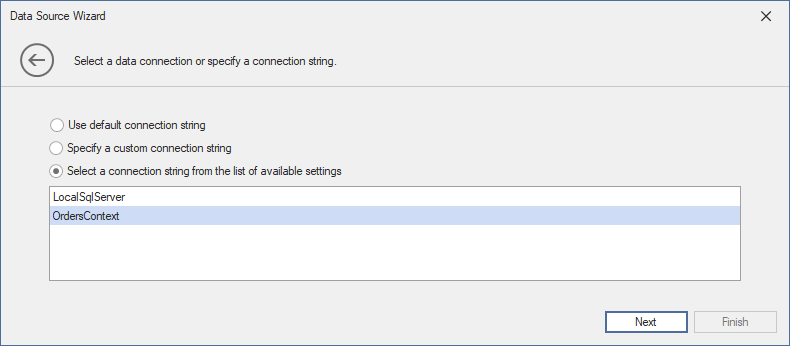 Data Source Wizard
Select a data connection or specify a connection string.
Use default connection string
Specify a custom connection string
Select a connection string from the list of available settings
LocalSqlServer
OrdersContext
Next
Finish